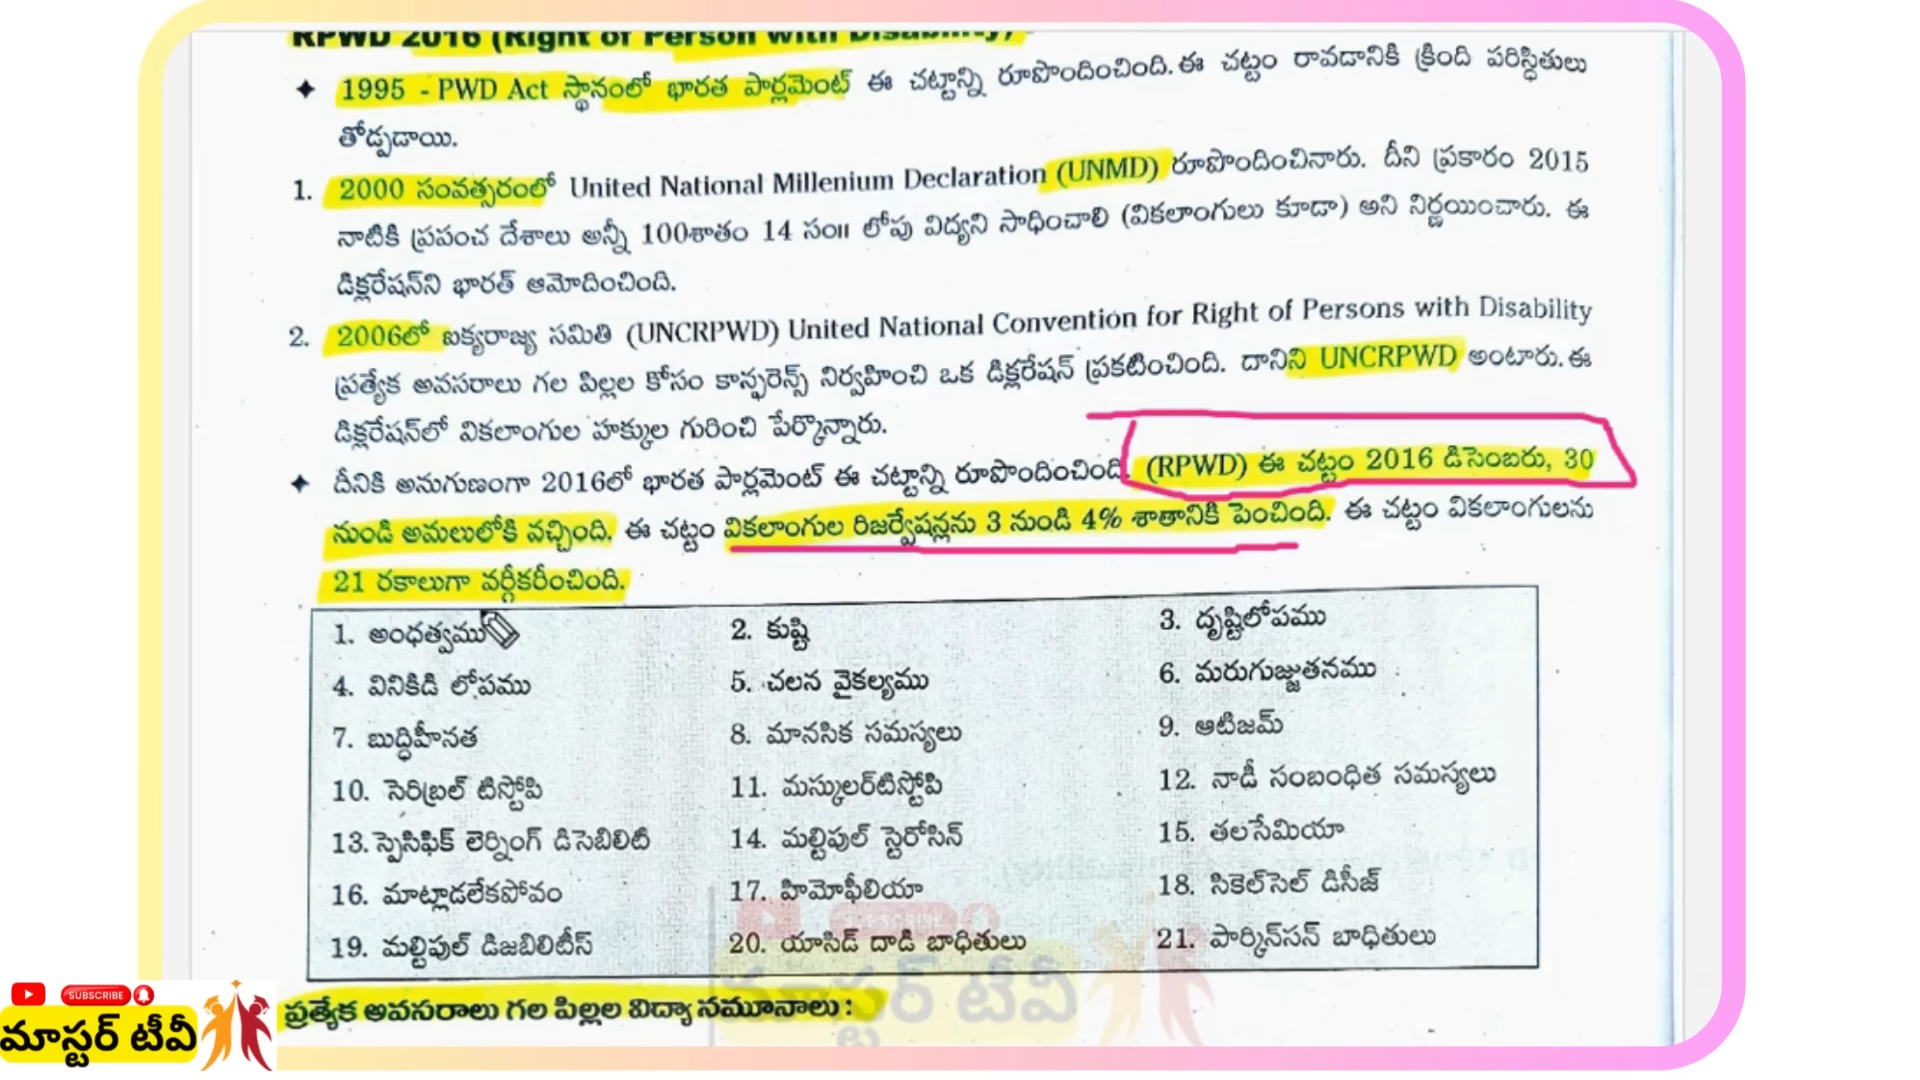 RPWD 2016 (Right of Person with Disability)
✦ 1995 - PWD Act స్థానంలో భారత పార్లమెంట్ ఈ చట్టాన్ని రూపొందించింది. ఈ చట్టం రావడానికి క్రింది పరిస్థితులు
తోడ్పడాయి.
1. 2000 సంవత్సరంలో United National Millenium Declaration (UNMD) రూపొందించినారు. దీని ప్రకారం 2015
నాటికి ప్రపంచ దేశాలు అన్నీ 100శాతం 14 సం॥ లోపు విద్యని సాధించాలి (వికలాంగులు కూడా) అని నిర్ణయించారు. ఈ
డిక్లరేషన్‌ని భారత్ ఆమోదించింది.
2. 2006లో ఐక్యరాజ్య సమితి (UNCRPWD) United National Convention for Right of Persons with Disability
ప్రత్యేక అవసరాలు గల పిల్లల కోసం కాన్ఫరెన్స్ నిర్వహించి ఒక డిక్లరేషన్ ప్రకటించింది. దానిని UNCRPWD అంటారు. ఈ
డిక్లరేషన్‌లో వికలాంగుల హక్కుల గురించి పేర్కొన్నారు.
✦ దీనికి అనుగుణంగా 2016లో భారత పార్లమెంట్ ఈ చట్టాన్ని రూపొందించింది. (RPWD) ఈ చట్టం 2016 డిసెంబరు, 30
నుండి అమలులోకి వచ్చింది. ఈ చట్టం వికలాంగుల రిజర్వేషన్లను 3 నుండి 4% శాతానికి పెంచింది. ఈ చట్టం వికలాంగులను
21 రకాలుగా వర్గీకరించింది.
1. అంధత్వము 2. కుష్టి 3. దృష్టిలోపము
4. వినికిడి లోపము 5. చలన వైకల్యము 6. మరుగుజ్జుతనము
7. బుద్ధిహీనత 8. మానసిక సమస్యలు 9. ఆటిజమ్
10. సెరిబ్రల్ టిస్టోపి 11. మస్కులర్‌టిస్టోపి 12. నాడీ సంబంధిత సమస్యలు
13. స్పెసిఫిక్ లెర్నింగ్ డిసెబిలిటీ 14. మల్టిపుల్ స్టెరోసిన్ 15. తలసేమియా
16. మాట్లాడలేకపోవం 17. హిమోఫీలియా 18. సికెల్‌సెల్ డిసీజ్
19. మల్టిపుల్ డిజబిలిటీస్ 20. యాసిడ్ దాడి బాధితులు 21. పార్కిన్‌సన్ బాధితులు
ప్రత్యేక అవసరాలు గల పిల్లల విద్యా నమూనాలు :
SUBSCRIBE
మాస్టర్ టీవీ
SUBSCRIBE
మాస్టర్ టీవీ